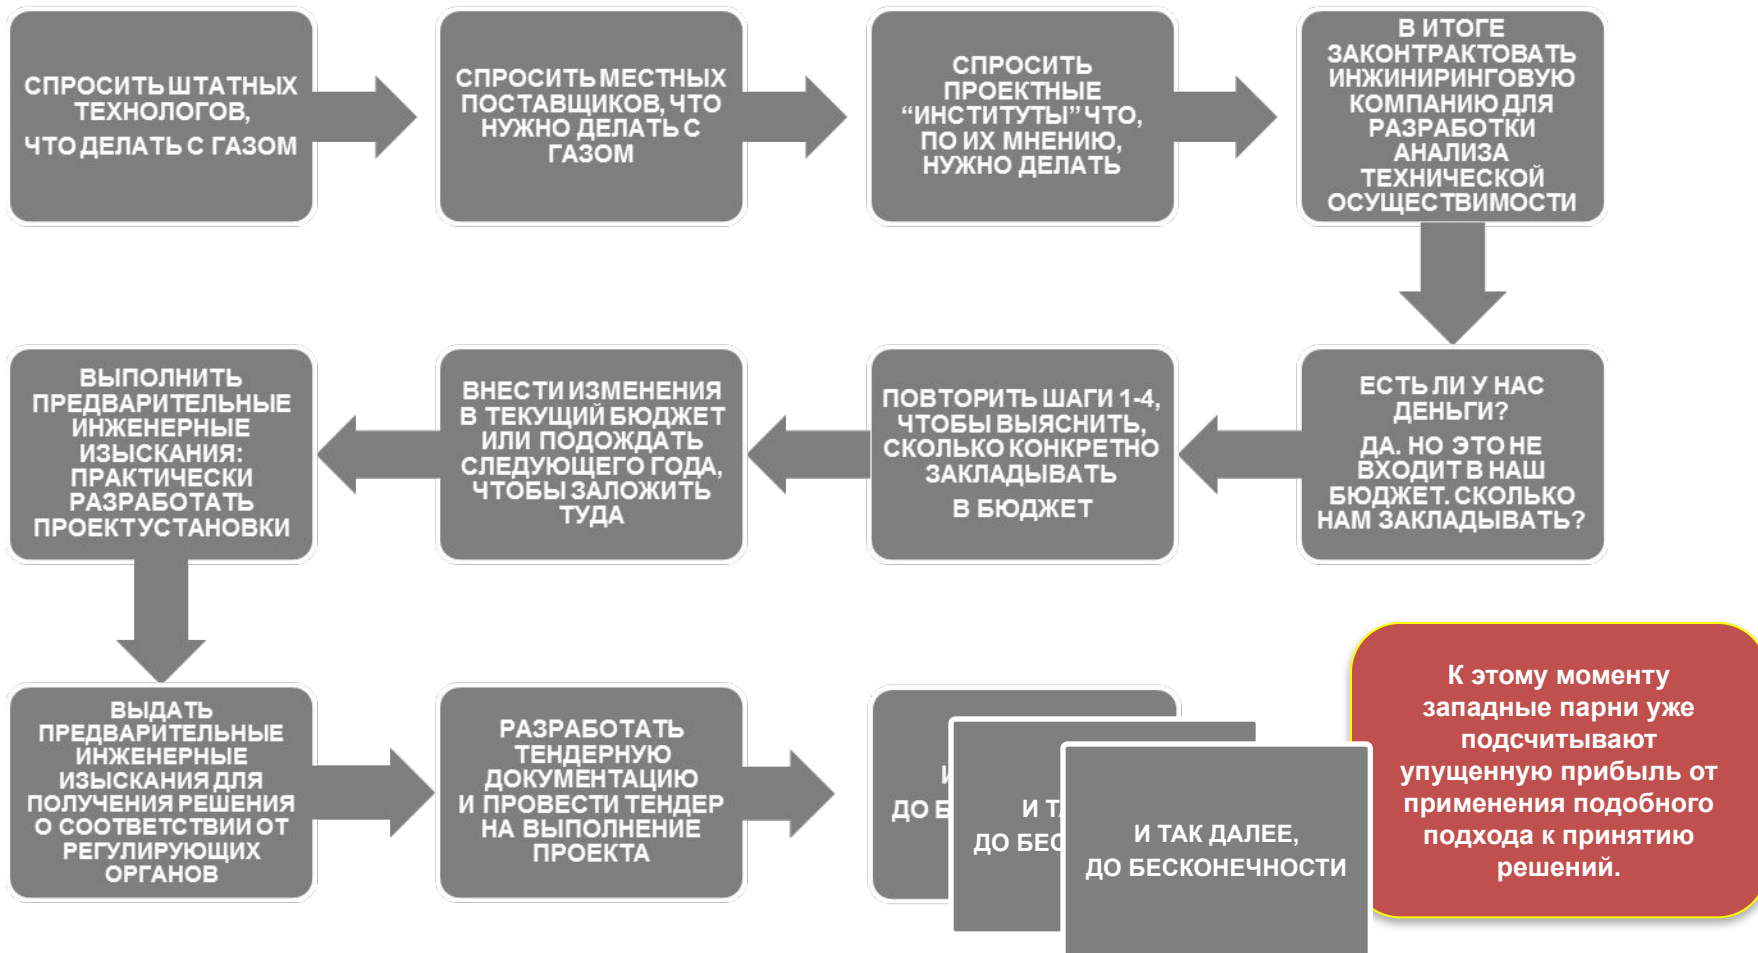 СПРОСИТЬ ШТАТНЫХ
ТЕХНОЛОГОВ,
ЧТО ДЕЛАТЬ С ГАЗОМ
СПРОСИТЬ МЕСТНЫХ
ПОСТАВЩИКОВ, ЧТО
НУЖНО ДЕЛАТЬ С
ГАЗОМ
СПРОСИТЬ
ПРОЕКТНЫЕ
“ИНСТИТУТЫ” ЧТО,
ПО ИХ МНЕНИЮ,
НУЖНО ДЕЛАТЬ
В ИТОГЕ
ЗАКОНТРАКТОВАТЬ
ИНЖИНИРИНГОВУЮ
КОМПАНИЮ ДЛЯ
РАЗРАБОТКИ
АНАЛИЗА
ТЕХНИЧЕСКОЙ
ОСУЩЕСТВИМОСТИ
ЕСТЬ ЛИ У НАС
ДЕНЬГИ?
ДА. НО ЭТО НЕ
ВХОДИТ В НАШ
БЮДЖЕТ. СКОЛЬКО
НАМ ЗАКЛАДЫВАТЬ?
ПОВТОРИТЬ ШАГИ 1-4,
ЧТОБЫ ВЫЯСНИТЬ,
СКОЛЬКО КОНКРЕТНО
ЗАКЛАДЫВАТЬ
В БЮДЖЕТ
ВНЕСТИ ИЗМЕНЕНИЯ
В ТЕКУЩИЙ БЮДЖЕТ
ИЛИ ПОДОЖДАТЬ
СЛЕДУЮЩЕГО ГОДА,
ЧТОБЫ ЗАЛОЖИТЬ
ТУДА
ВЫПОЛНИТЬ
ПРЕДВАРИТЕЛЬНЫЕ
ИНЖЕНЕРНЫЕ
ИЗЫСКАНИЯ:
ПРАКТИЧЕСКИ
РАЗРАБОТАТЬ
ПРОЕКТ УСТАНОВКИ
ВЫДАТЬ
ПРЕДВАРИТЕЛЬНЫЕ
ИНЖЕНЕРНЫЕ
ИЗЫСКАНИЯ ДЛЯ
ПОЛУЧЕНИЯ РЕШЕНИЯ
О СООТВЕТСТВИИ ОТ
РЕГУЛИРУЮЩИХ
ОРГАНОВ
РАЗРАБОТАТЬ
ТЕНДЕРНУЮ
ДОКУМЕНТАЦИЮ
И ПРОВЕСТИ ТЕНДЕР
НА ВЫПОЛНЕНИЕ
ПРОЕКТА
ДО
И
ДО
И ТАК ДАЛЕЕ,
ДО БЕСКОНЕЧНОСТИ
К этому моменту
западные парни уже
подсчитывают
упущенную прибыль от
применения подобного
подхода к принятию
решений.